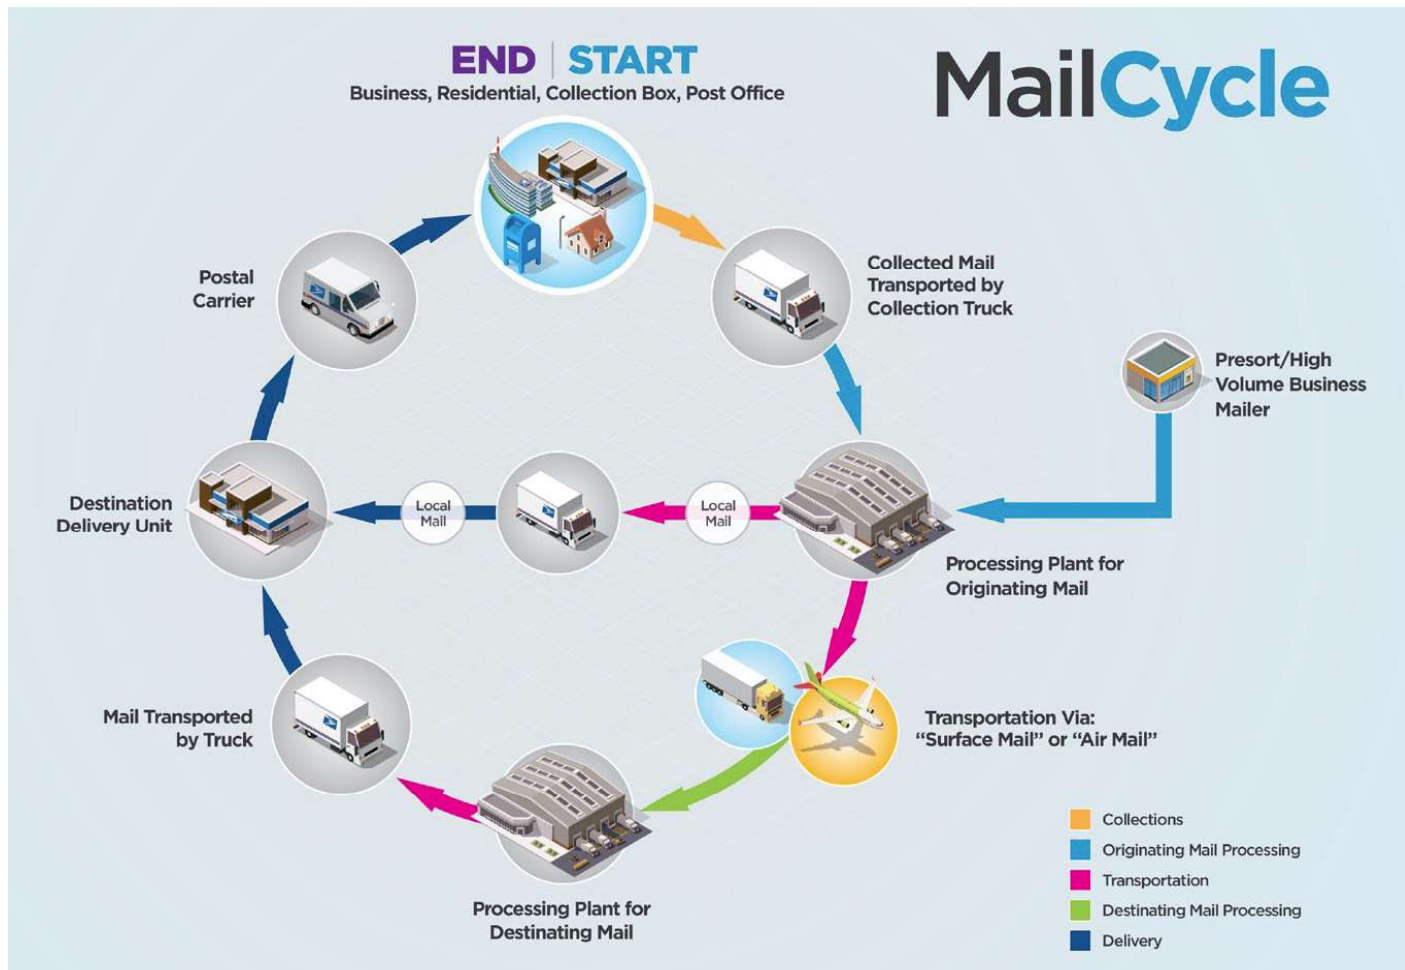 END | START
Business, Residential, Collection Box, Post Office
MailCycle
Postal
Carrier
Collected Mail
Transported by
Collection Truck
Presort/High
Volume Business
Mailer
Destination
Delivery Unit
Local
Mail
Local
Mail
Processing Plant for
Originating Mail
Mail Transported
by Truck
Transportation Via:
“Surface Mail” or “Air Mail”
Processing Plant for
Destinating Mail
Collections
Originating Mail Processing
Transportation
Destinating Mail Processing
Delivery